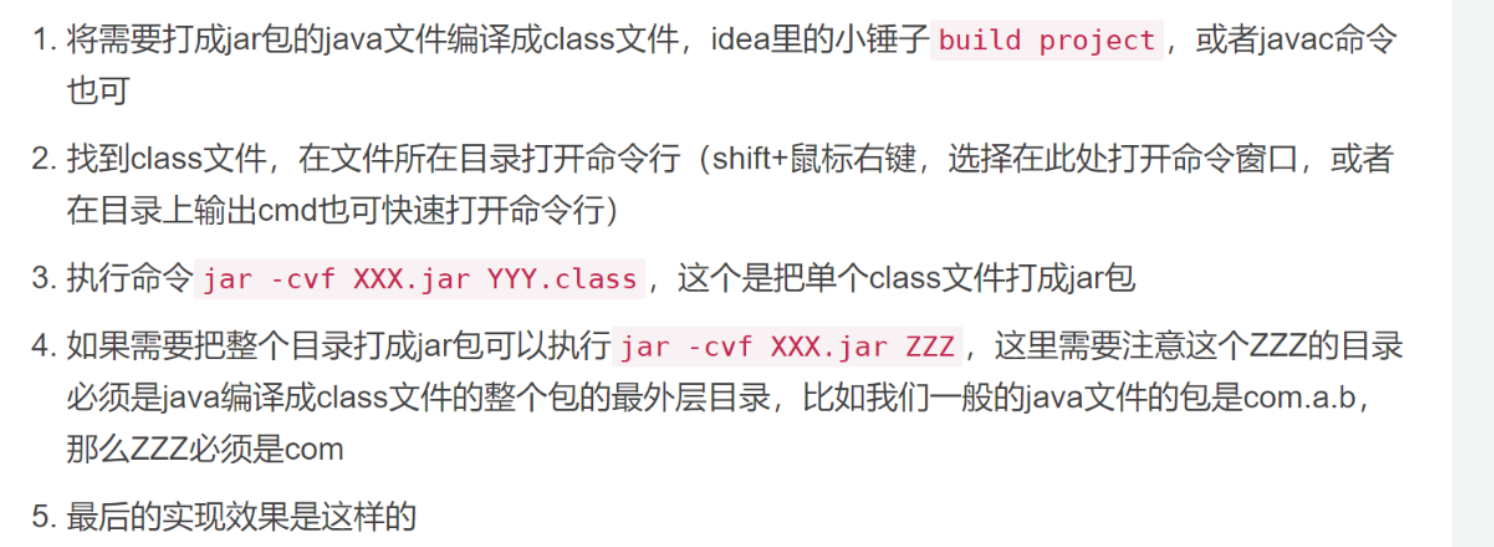 1. 将需要打成jar包的java文件编译成class文件，idea里的小锤子 build project ，或者javac命令
也可
2. 找到class文件，在文件所在目录打开命令行（shift+鼠标右键，选择在此处打开命令窗口，或者
在目录上输出cmd也可快速打开命令行）
3. 执行命令 jar -cvf XXX.jar YYY.class ，这个是把单个class文件打成jar包
4. 如果需要把整个目录打成jar包可以执行 jar -cvf XXX.jar ZZZ ，这里需要注意这个ZZZ的目录
必须是java编译成class文件的整个包的最外层目录，比如我们一般的java文件的包是com.a.b，
那么ZZZ必须是com
5. 最后的实现效果是这样的